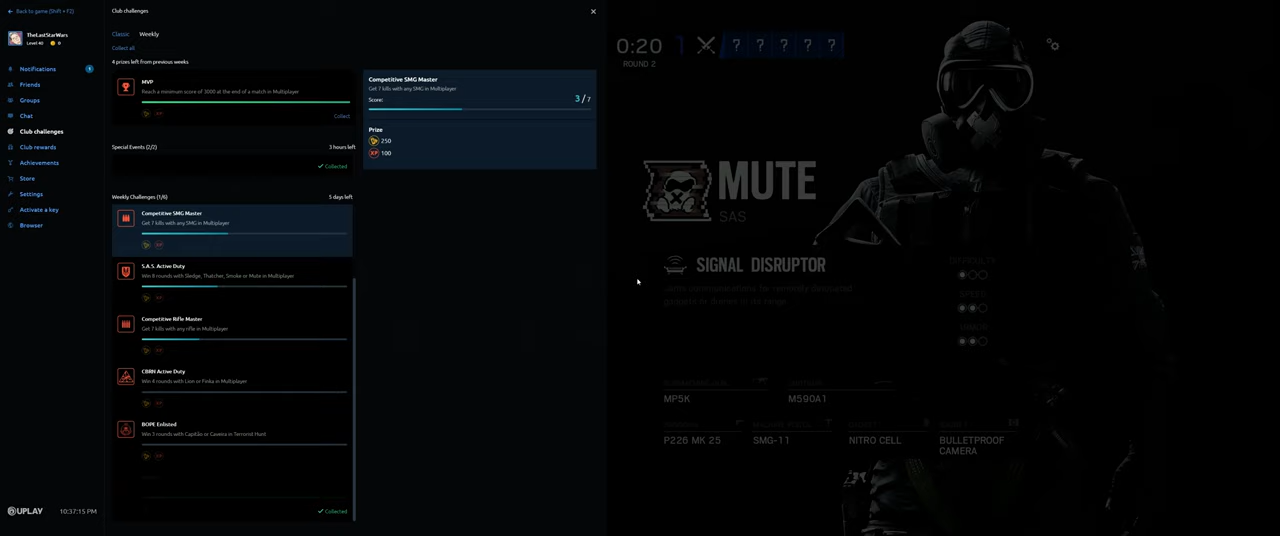 Back to game (Shift + F2)
TheLastStarWars
Level 40
0
Notifications
Friends
Groups
Chat
Club challenges
Club rewards
Achievements
Store
Settings
Activate a key
Browser
UPLAY
10:37:15 PM
Club challenges
Classic Weekly
Collect all
4 prizes left from previous weeks
MVP
Reach a minimum score of 3000 at the end of a match in Multiplayer
Collect
Special Events (2/2) 3 hours left
Collected
Weekly Challenges (1/6) 5 days left
Competitive SMG Master
Get 7 kills with any SMG in Multiplayer
S.A.S. Active Duty
Win 8 rounds with Sledge, Thatcher, Smoke or Mute in Multiplayer
Competitive Rifle Master
Get 7 kills with any rifle in Multiplayer
CBRN Active Duty
Win 4 rounds with Lion or Finka in Multiplayer
BOPE Enlisted
Win 3 rounds with Capitão or Caveira in Terrorist Hunt
Collected
Competitive SMG Master
Get 7 kills with any SMG in Multiplayer
Score: 3 / 7
Prize
250
XP 100
0:20 1 ? ? ? ? ?
ROUND 2
MUTE
SAS
SIGNAL DISRUPTOR
DIFFICULTY
SPEED
MP5K M590A1
P226 MK 25 SMG-11 NITRO CELL BULLETPROOF
CAMERA